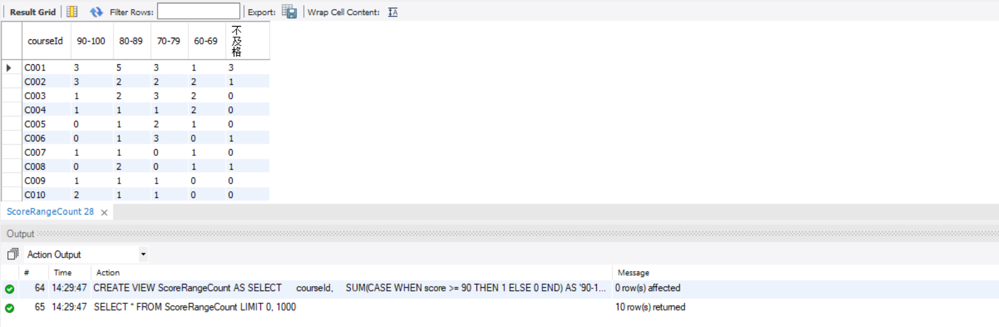 Result Grid Filter Rows: Export: Wrap Cell Content:
courseId 90-100 80-89 70-79 60-69 不及格
C001 3 5 3 1 3
C002 3 2 2 2 1
C003 1 2 3 2 0
C004 1 1 1 2 0
C005 0 1 2 1 0
C006 0 1 3 0 1
C007 1 1 0 1 0
C008 0 2 0 1 1
C009 1 1 1 0 0
C010 2 1 1 0 0
ScoreRangeCount 28
Output
Action Output
# Time Action Message
64 14:29:47 CREATE VIEW ScoreRangeCount AS SELECT courseId, SUM(CASE WHEN score >= 90 THEN 1 ELSE 0 END) AS '90-1... 0 row(s) affected
65 14:29:47 SELECT * FROM ScoreRangeCount LIMIT 0, 1000 10 row(s) returned